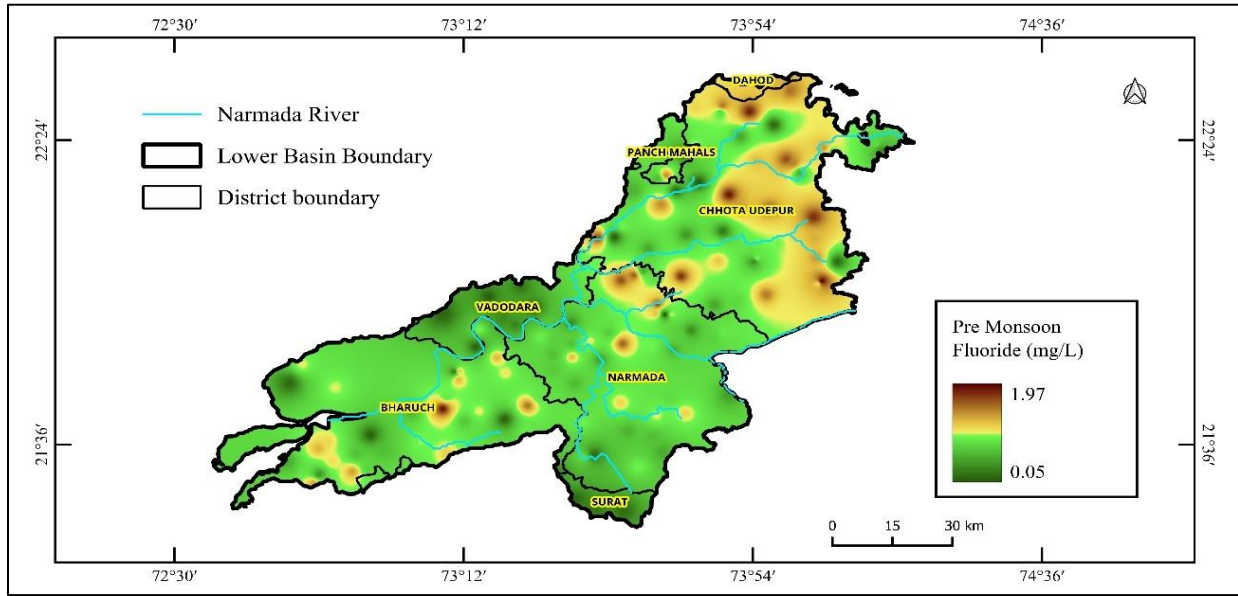 72°30′ 73°12′ 73°54′ 74°36′
22°24′
22°24′
Narmada River
Lower Basin Boundary
District boundary
DAHOD
PANCH MAHALS
CHHOTA UDEPUR
VADODARA
NARMADA
BHARUCH
SURAT
Pre Monsoon
Fluoride (mg/L)
1.97
0.05
21°36′
21°36′
0 15 30 km
72°30′ 73°12′ 73°54′ 74°36′